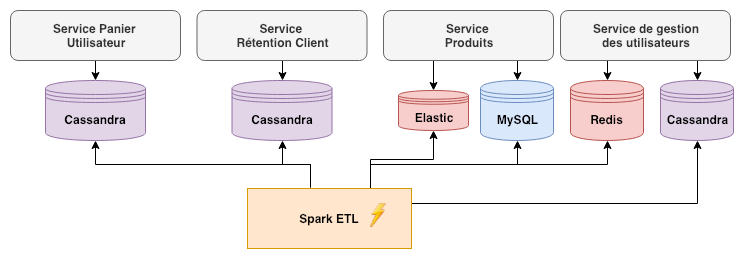 Service Panier
Utilisateur
Service
Rétention Client
Service
Produits
Service de gestion
des utilisateurs
Cassandra
Cassandra
Elastic
MySQL
Redis
Cassandra
Spark ETL